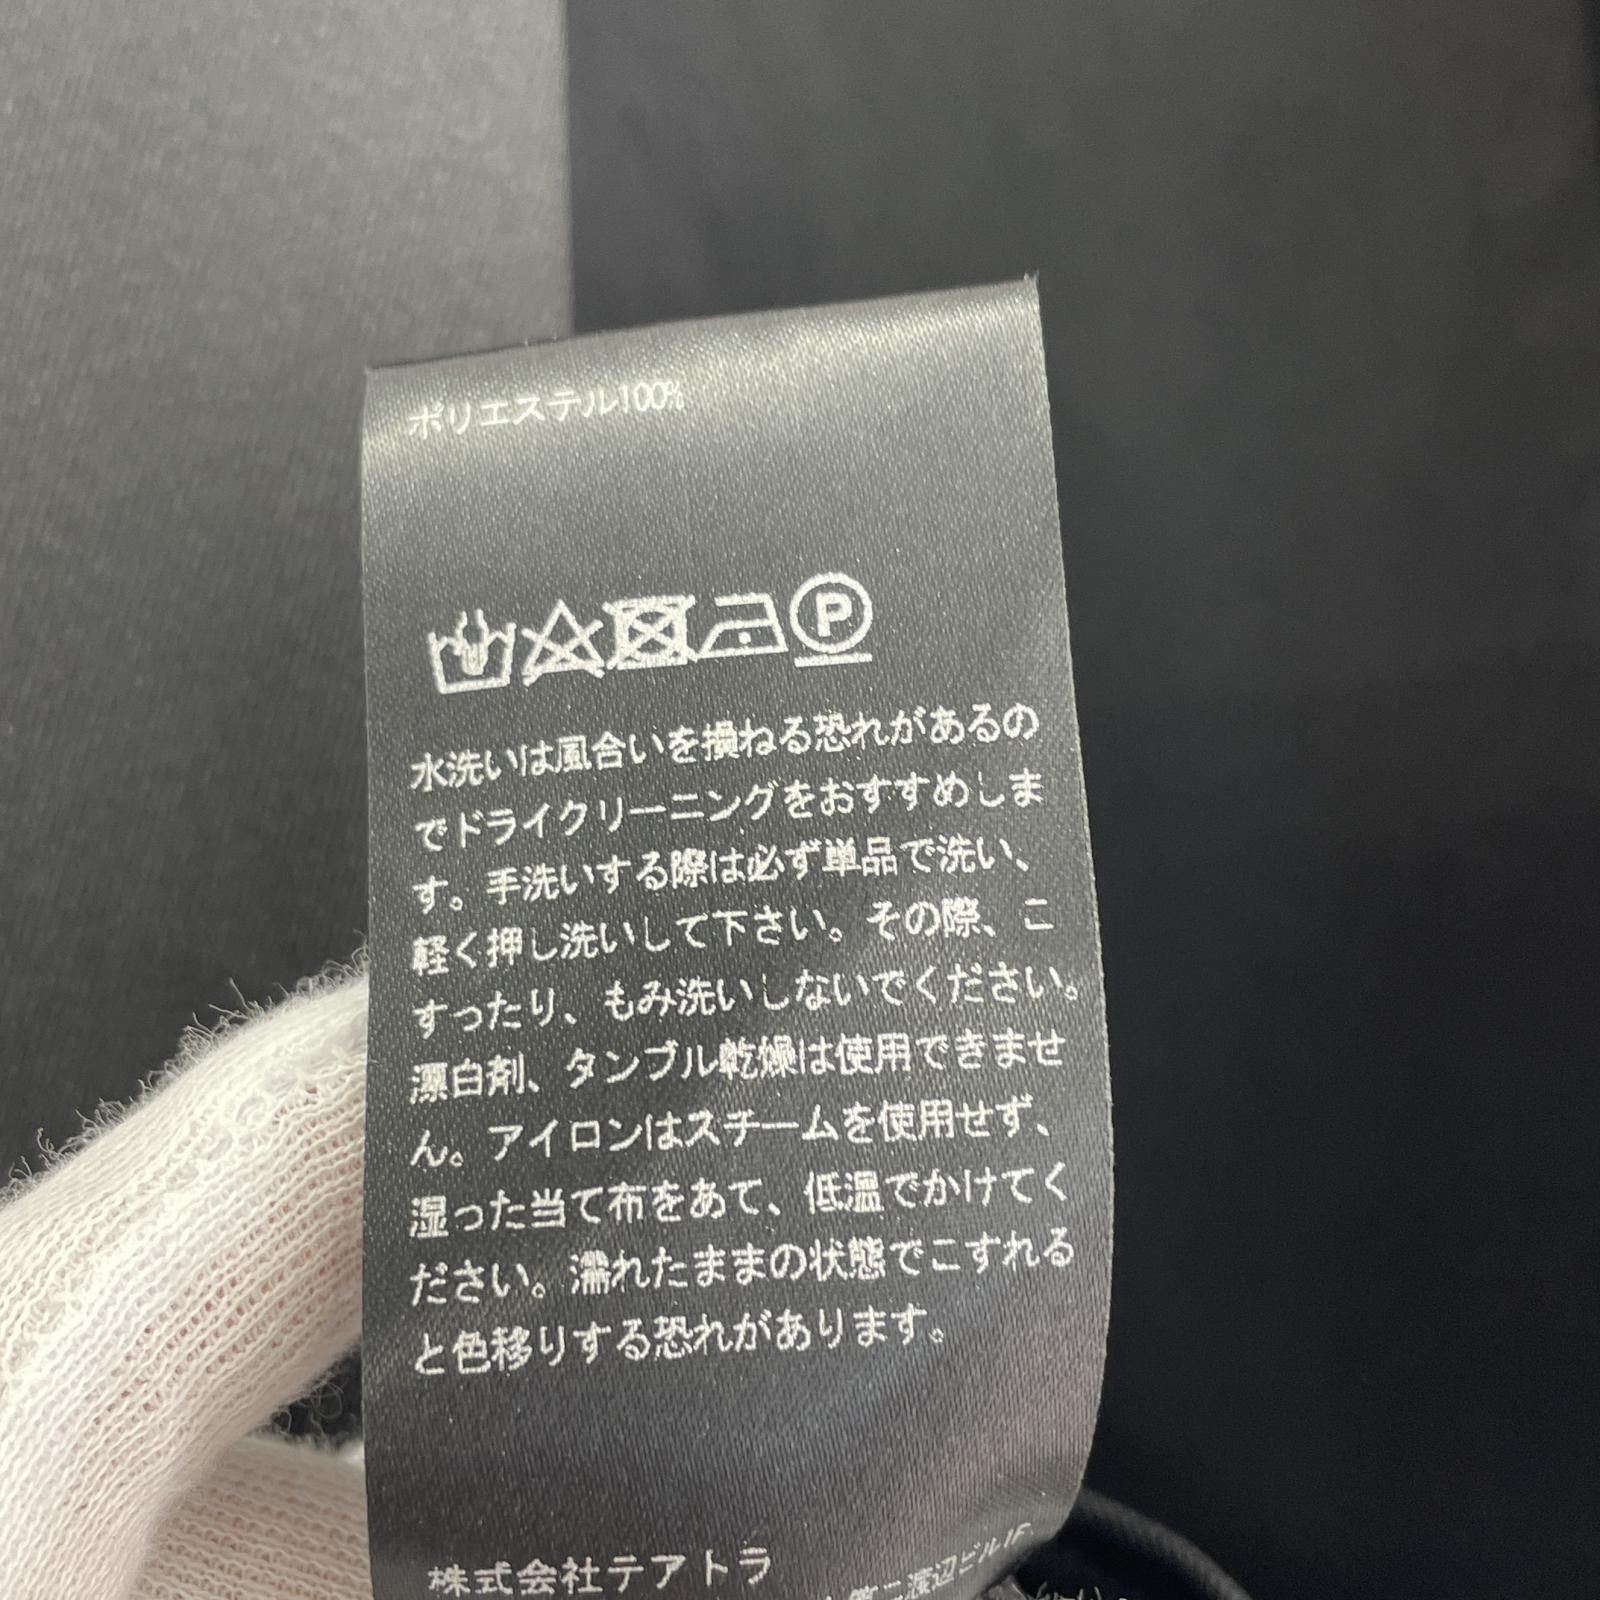 ポリエステル100%
P
水洗いは風合いを損ねる恐れがあるの
でドライクリーニングをおすすめしま
す。手洗いする際は必ず単品で洗い、
軽く押し洗いして下さい。その際、こ
すったり、もみ洗いしないでください。
漂白剤、タンブル乾燥は使用できませ
ん。アイロンはスチームを使用せず、
湿った当て布をあて、低温でかけてく
ださい。濡れたままの状態でこすれる
と色移りする恐れがあります。
株式会社テアトラ
第二渡辺ビル1F